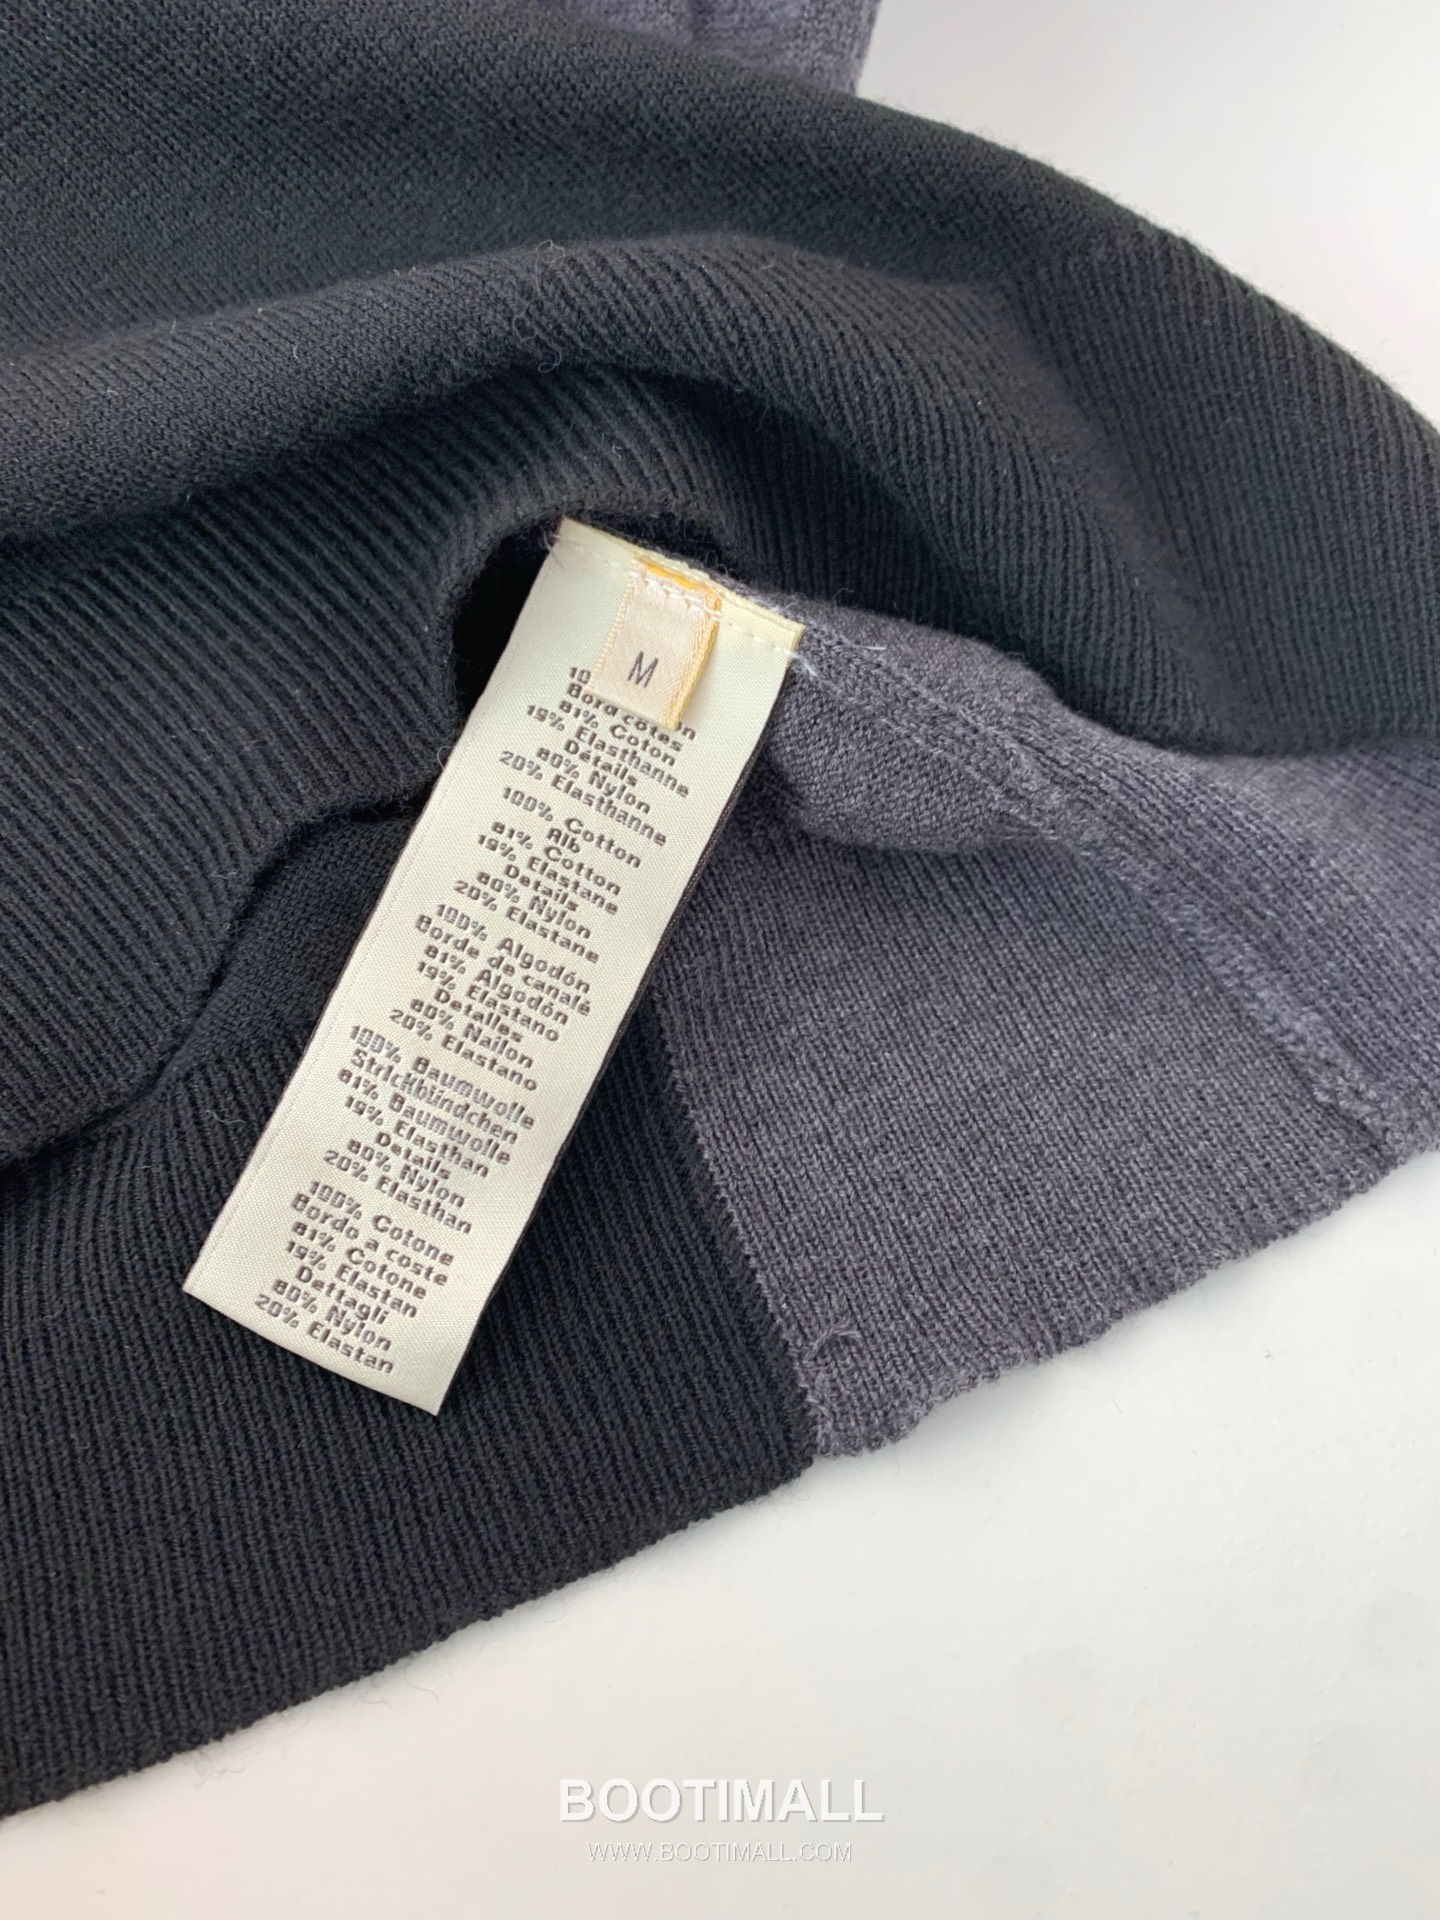 M
10
Bord côtes
81% Coton
19% Elasthanne
Détails
80% Nylon
20% Elasthanne
100% Cotton
Rib
81% Cotton
19% Elastane
Details
80% Nylon
20% Elastane
100% Algodón
Borde de canalé
81% Algodón
19% Elastano
Detalles
80% Nailon
20% Elastano
100% Baumwolle
Strickbündchen
81% Baumwolle
19% Elasthan
Details
80% Nylon
20% Elasthan
100% Cotone
Bordo a coste
81% Cotone
19% Elastan
Dettagli
80% Nylon
20% Elastan
BOOTIMALL
WWW.BOOTIMALL.COM